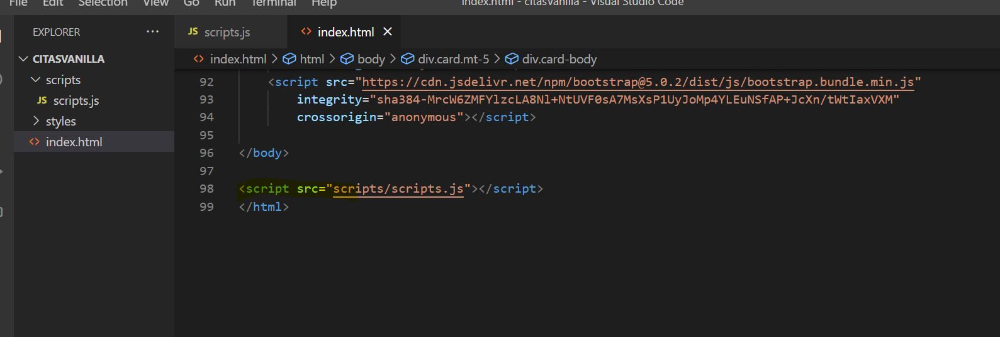 File Edit Selection View Go Run Terminal Help index.html - citasVanilla - Visual Studio Code
EXPLORER ···
CITASVANILLA
scripts
JS scripts.js
styles
<> index.html
JS scripts.js <> index.html ×
<> index.html > html > body > div.card.mt-5 > div.card-body
92 <script src="https://cdn.jsdelivr.net/npm/bootstrap@5.0.2/dist/js/bootstrap.bundle.min.js"
93 integrity="sha384-MrcW6ZMFYlzcLA8Nl+NtUVF0sA7MsXsP1UyJoMp4YLEuNSfAP+JcXn/tWtIaxVXM"
94 crossorigin="anonymous"></script>
95
96 </body>
97
98 <script src="scripts/scripts.js"></script>
99 </html>